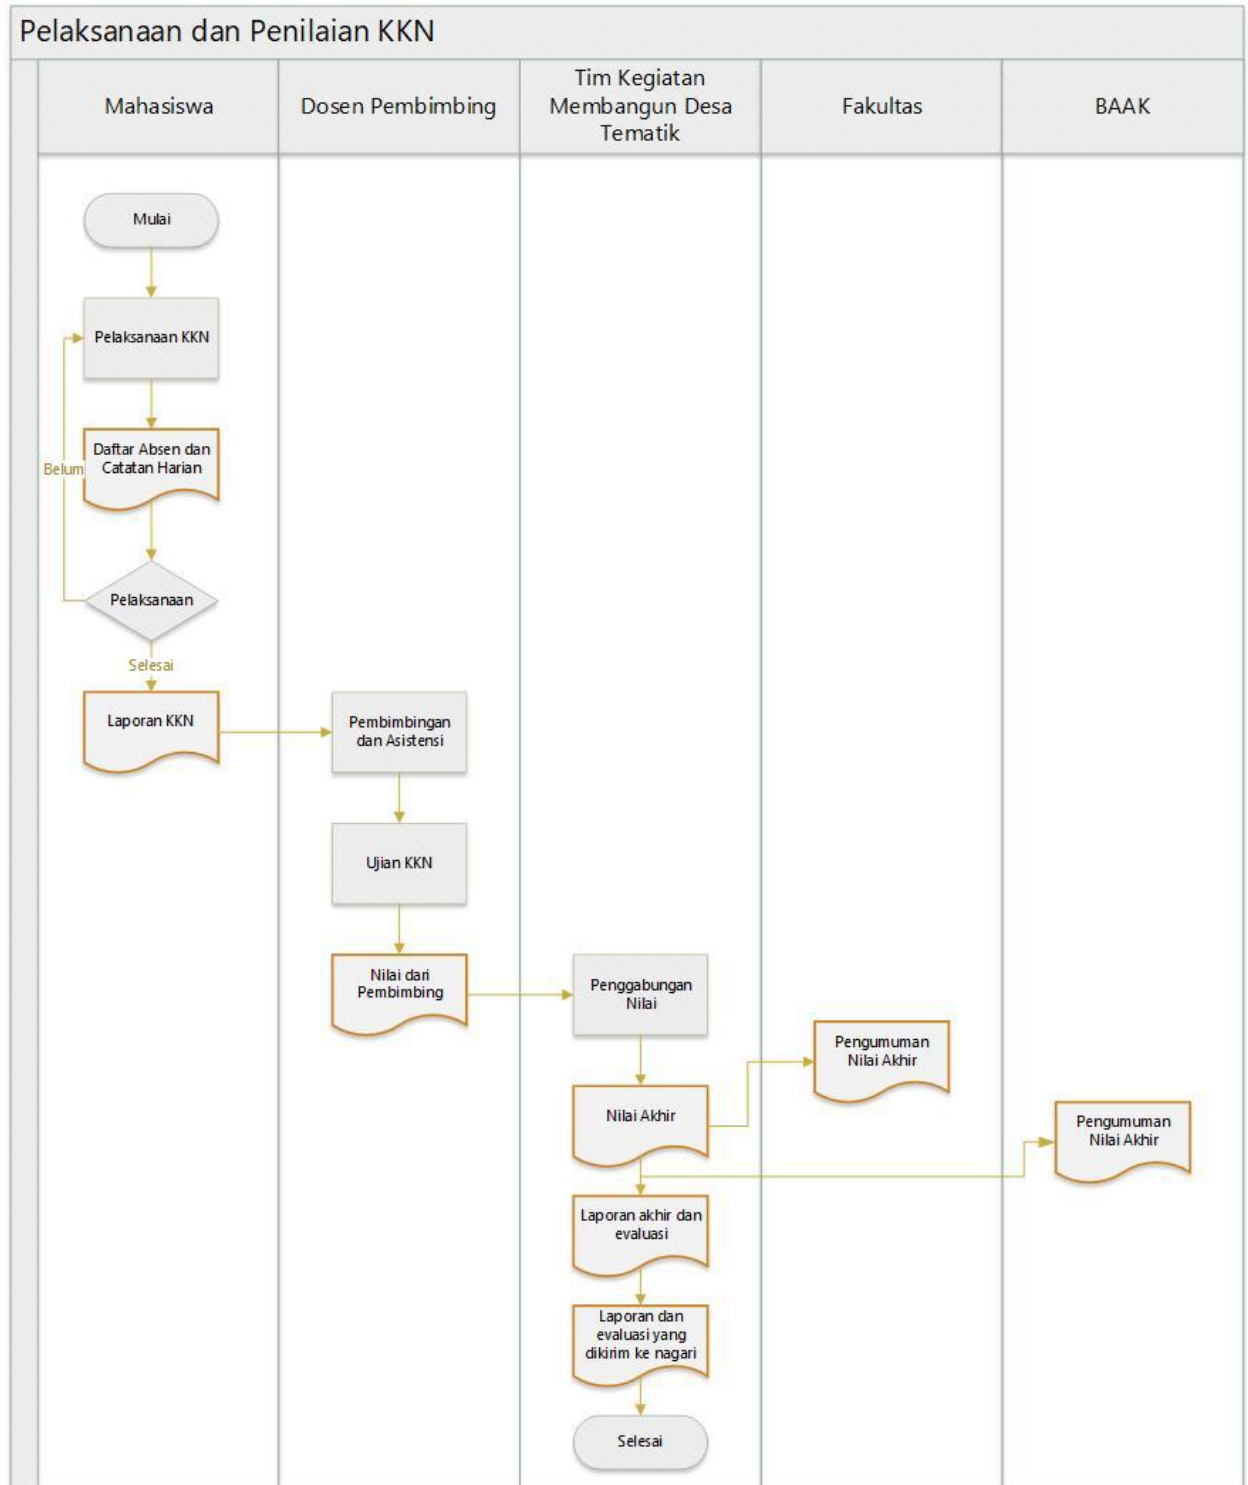 Pelaksanaan dan Penilaian KKN
Mahasiswa
Dosen Pembimbing
Tim Kegiatan
Membangun Desa
Tematik
Fakultas
BAAK
Mulai
Pelaksanaan KKN
Daftar Absen dan
Catatan Harian
Belum
Pelaksanaan
Selesai
Laporan KKN
Pembimbingan
dan Asistensi
Ujian KKN
Nilai dari
Pembimbing
Penggabungan
Nilai
Pengumuman
Nilai Akhir
Nilai Akhir
Pengumuman
Nilai Akhir
Laporan akhir dan
evaluasi
Laporan dan
evaluasi yang
dikirim ke nagari
Selesai